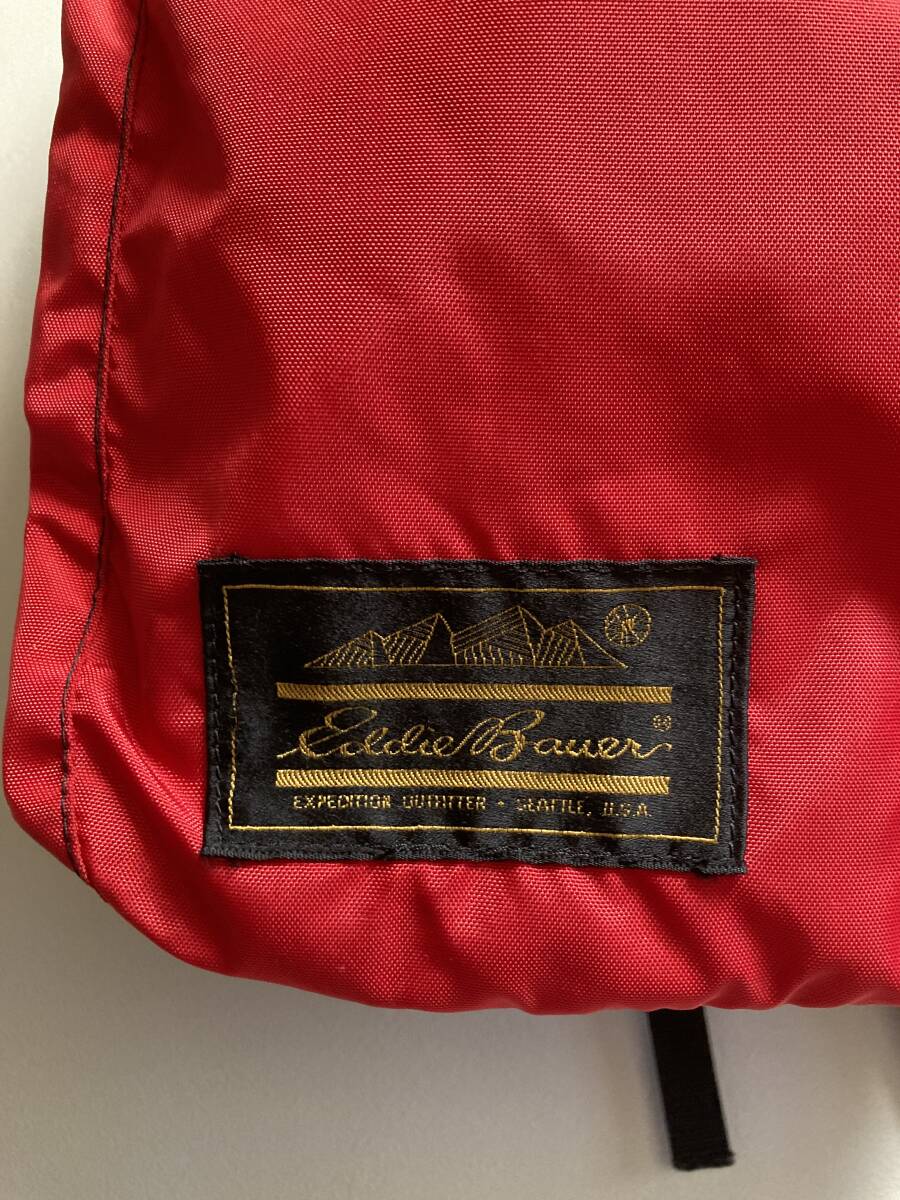 Eddie Bauer®
EXPEDITION OUTFITTER • SEATTLE, U.S.A.